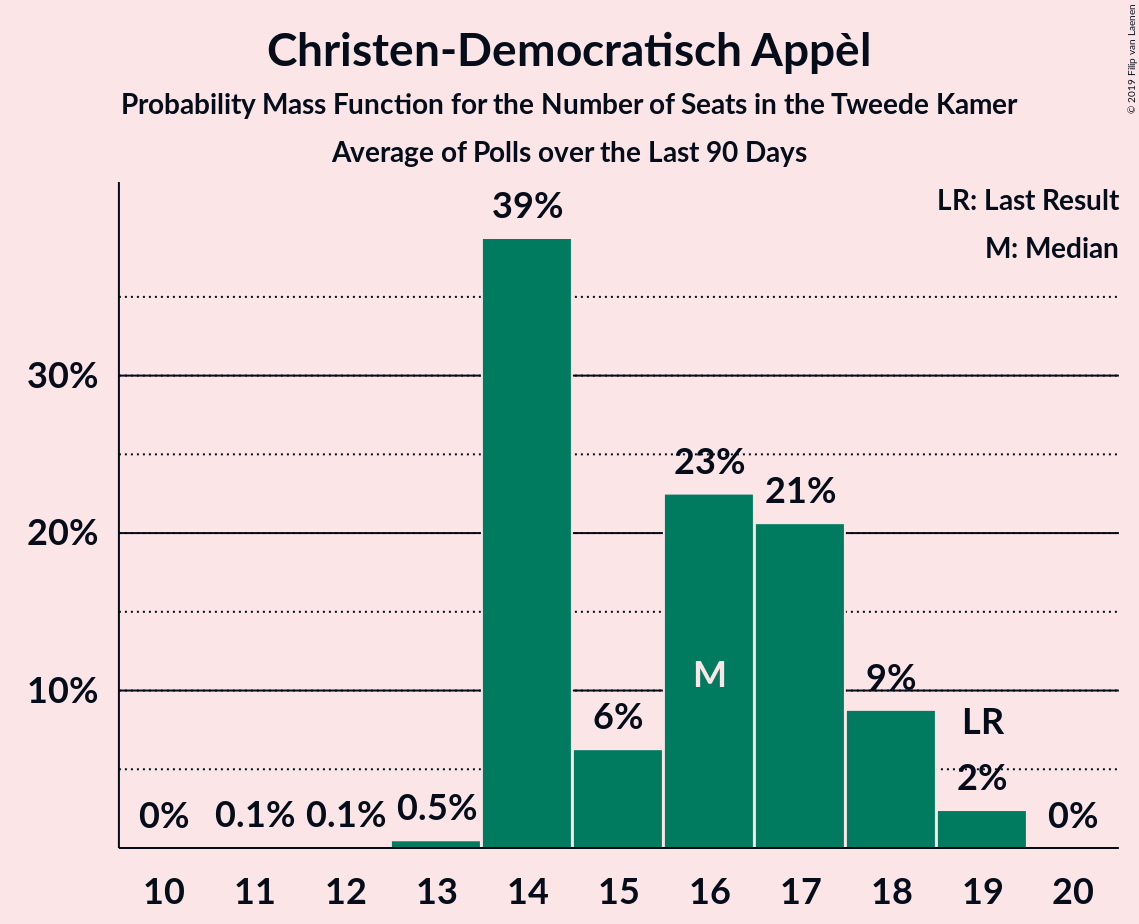 Christen-Democratisch Appèl
Probability Mass Function for the Number of Seats in the Tweede Kamer
Average of Polls over the Last 90 Days
© 2019 Filip van Laenen
LR: Last Result
M: Median
39%
30%
23%
21%
20%
M
10%
9%
6%
LR
2%
0%
0.1%
0.1%
0.5%
0%
10 11 12 13 14 15 16 17 18 19 20